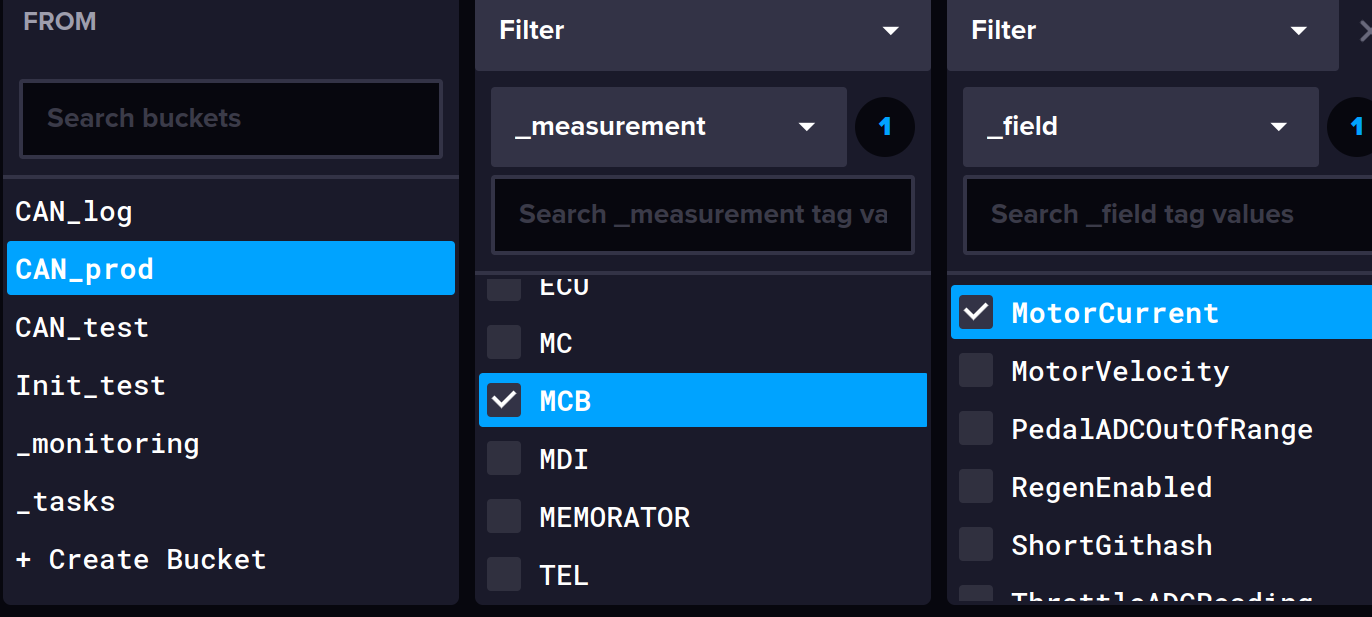 FROM
Search buckets
CAN_log
CAN_prod
CAN_test
Init_test
_monitoring
_tasks
+ Create Bucket
Filter
_measurement
1
Search _measurement tag va
ECU
MC
MCB
MDI
MEMORATOR
TEL
Filter
_field
1
Search _field tag values
MotorCurrent
MotorVelocity
PedalADCOutOfRange
RegenEnabled
ShortGithash
ThrottleADCReading